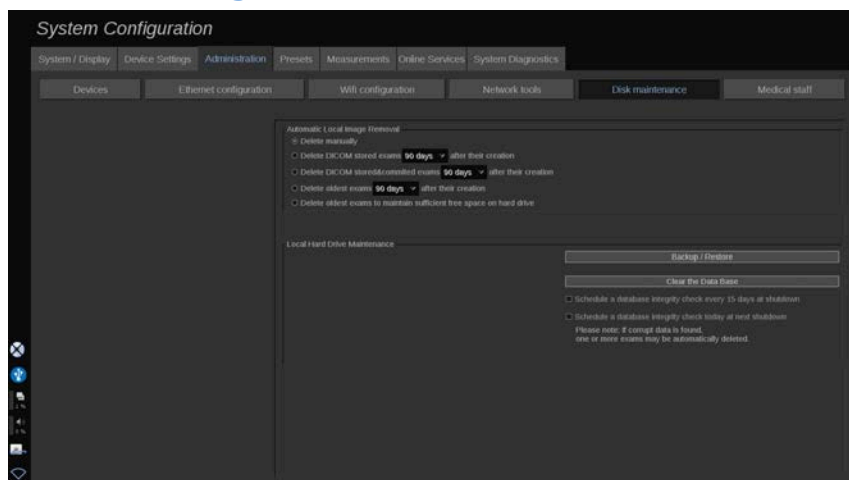 System Configuration
System / Display Device Settings Administration Presets Measurements Online Services System Diagnostics
Devices Ethernet configuration Wifi configuration Network tools Disk maintenance Medical staff
Automatic Local Image Removal
Delete manually
Delete DICOM stored exams 90 days after their creation
Delete DICOM stored&commited exams 90 days after their creation
Delete oldest exams 90 days after their creation
Delete oldest exams to maintain sufficient free space on hard drive
Local Hard Drive Maintenance
Backup / Restore
Clear the Data Base
Schedule a database integrity check every 15 days at shutdown
Schedule a database integrity check today at next shutdown
Please note: if corrupt data is found,
one or more exams may be automatically deleted.